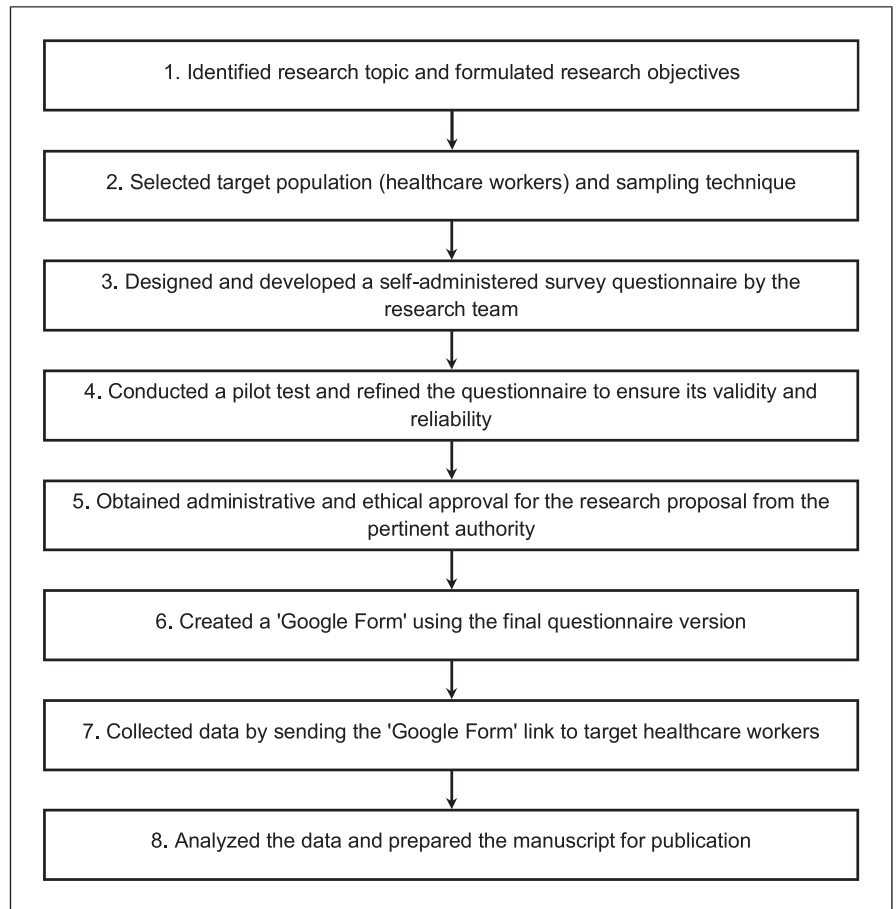 1. Identified research topic and formulated research objectives
2. Selected target population (healthcare workers) and sampling technique
3. Designed and developed a self-administered survey questionnaire by the
research team
4. Conducted a pilot test and refined the questionnaire to ensure its validity and
reliability
5. Obtained administrative and ethical approval for the research proposal from the
pertinent authority
6. Created a 'Google Form' using the final questionnaire version
7. Collected data by sending the 'Google Form' link to target healthcare workers
8. Analyzed the data and prepared the manuscript for publication